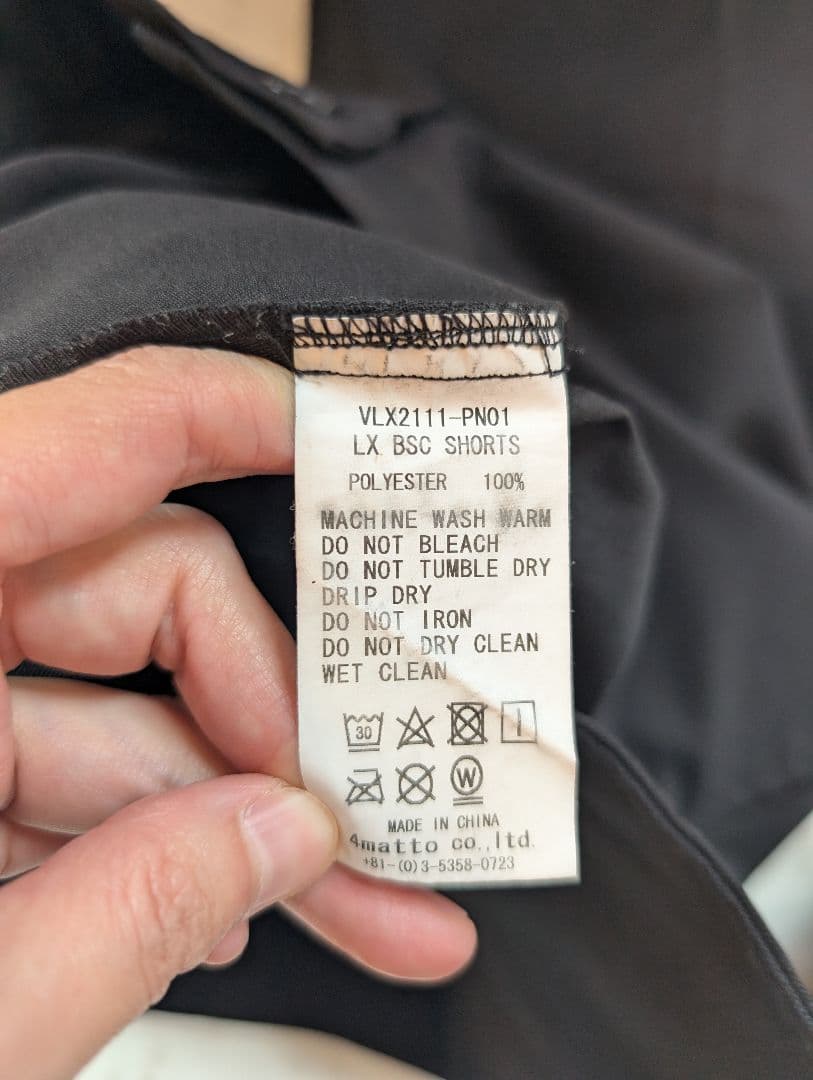 VLX2111-PN01
LX BSC SHORTS
POLYESTER 100%
MACHINE WASH WARM
DO NOT BLEACH
DO NOT TUMBLE DRY
DRIP DRY
DO NOT IRON
DO NOT DRY CLEAN
WET CLEAN
30
W
MADE IN CHINA
4matto co.,ltd.
+81-(0)3-5358-0723